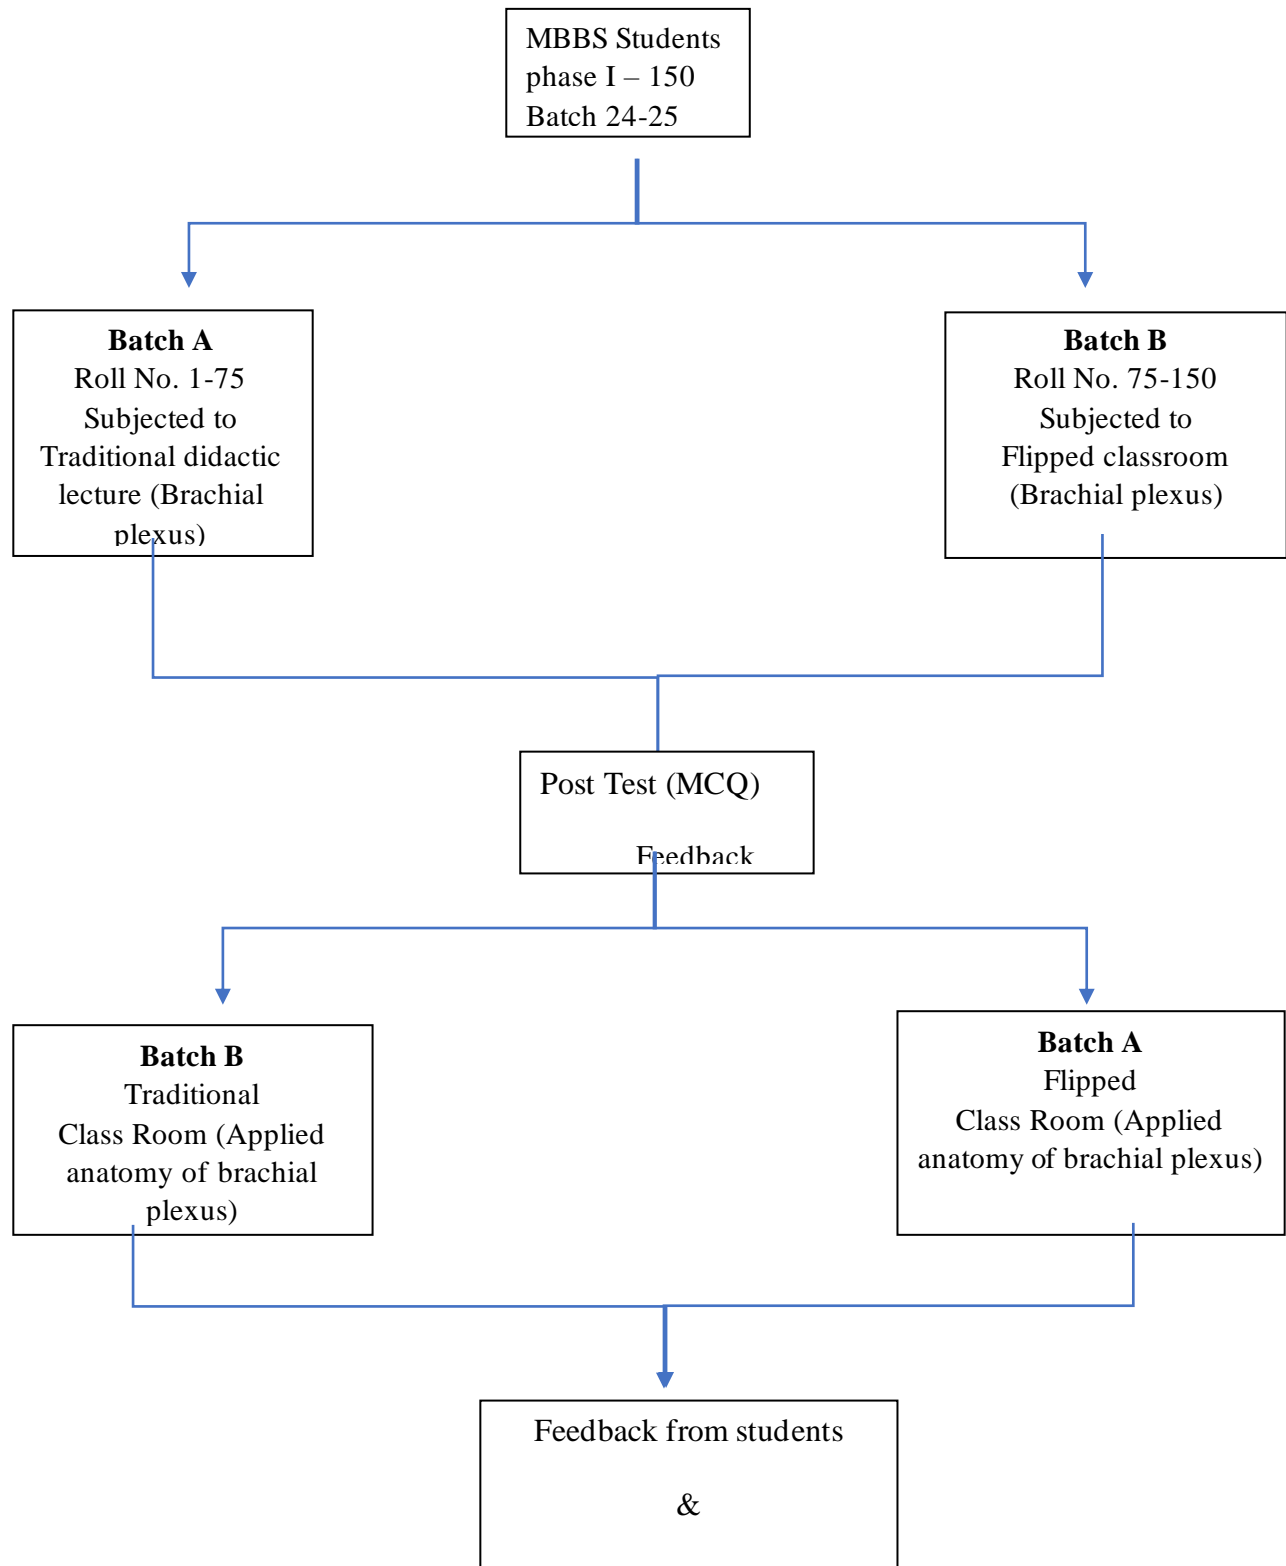 MBBS Students
phase I – 150
Batch 24-25
Batch A
Roll No. 1-75
Subjected to
Traditional didactic
lecture (Brachial
plexus)
Batch B
Roll No. 75-150
Subjected to
Flipped classroom
(Brachial plexus)
Post Test (MCQ)
Feedback
Batch B
Traditional
Class Room (Applied
anatomy of brachial
plexus)
Batch A
Flipped
Class Room (Applied
anatomy of brachial plexus)
Feedback from students
&